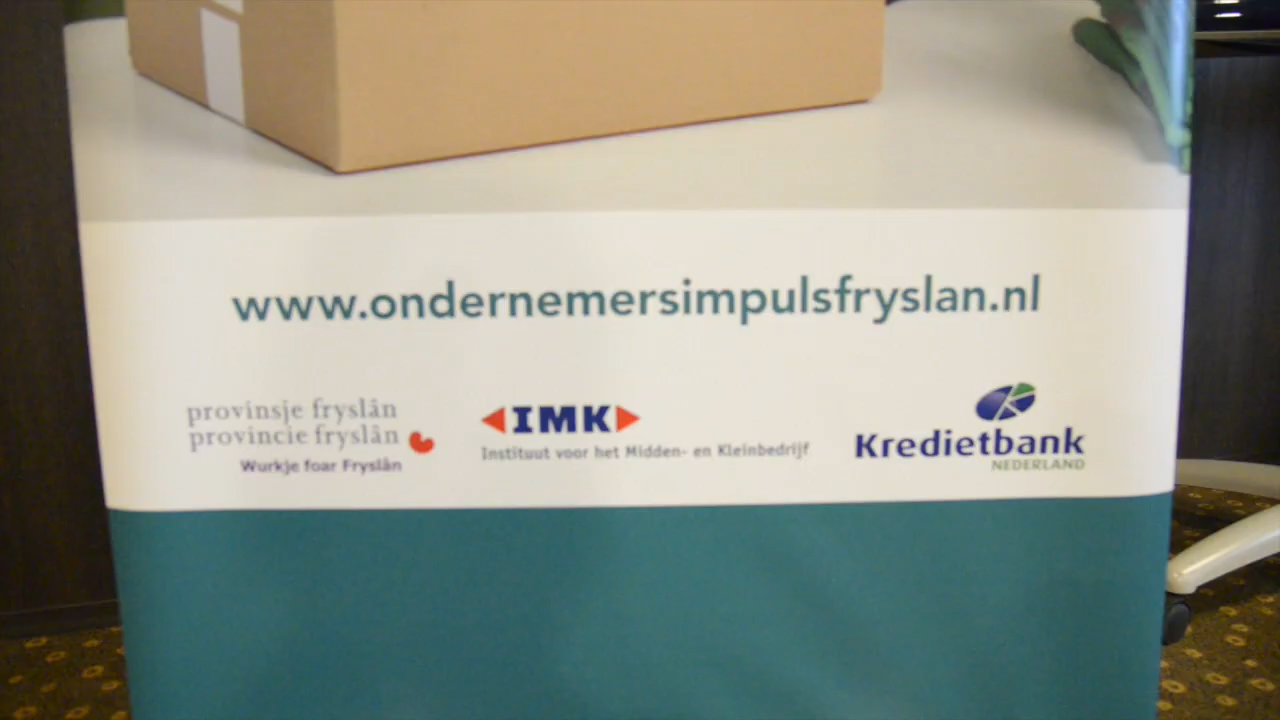 www.ondernemersimpulsfryslan.nl
provinsje fryslân
provincie fryslân
Wurkje foar Fryslân
IMK
Instituut voor het Midden- en Kleinbedrijf
Kredietbank
NEDERLAND